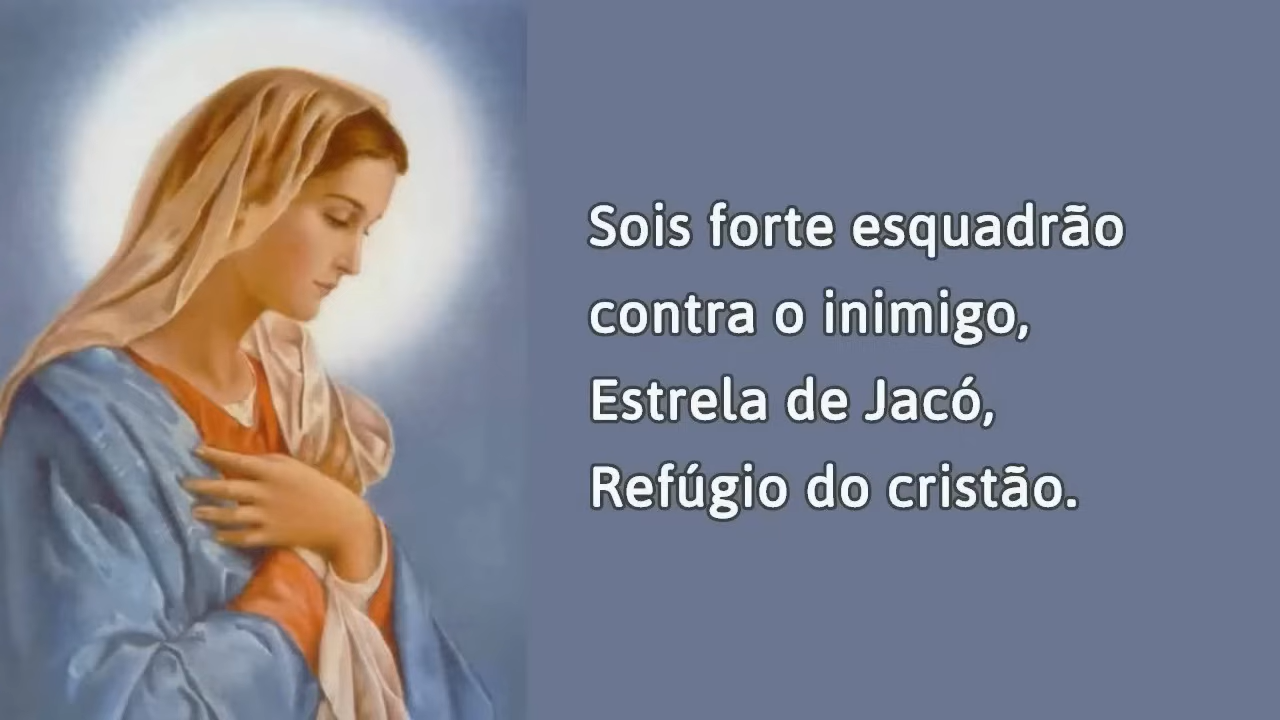 Sois forte esquadrão
contra o inimigo,
Estrela de Jacó,
Refúgio do cristão.